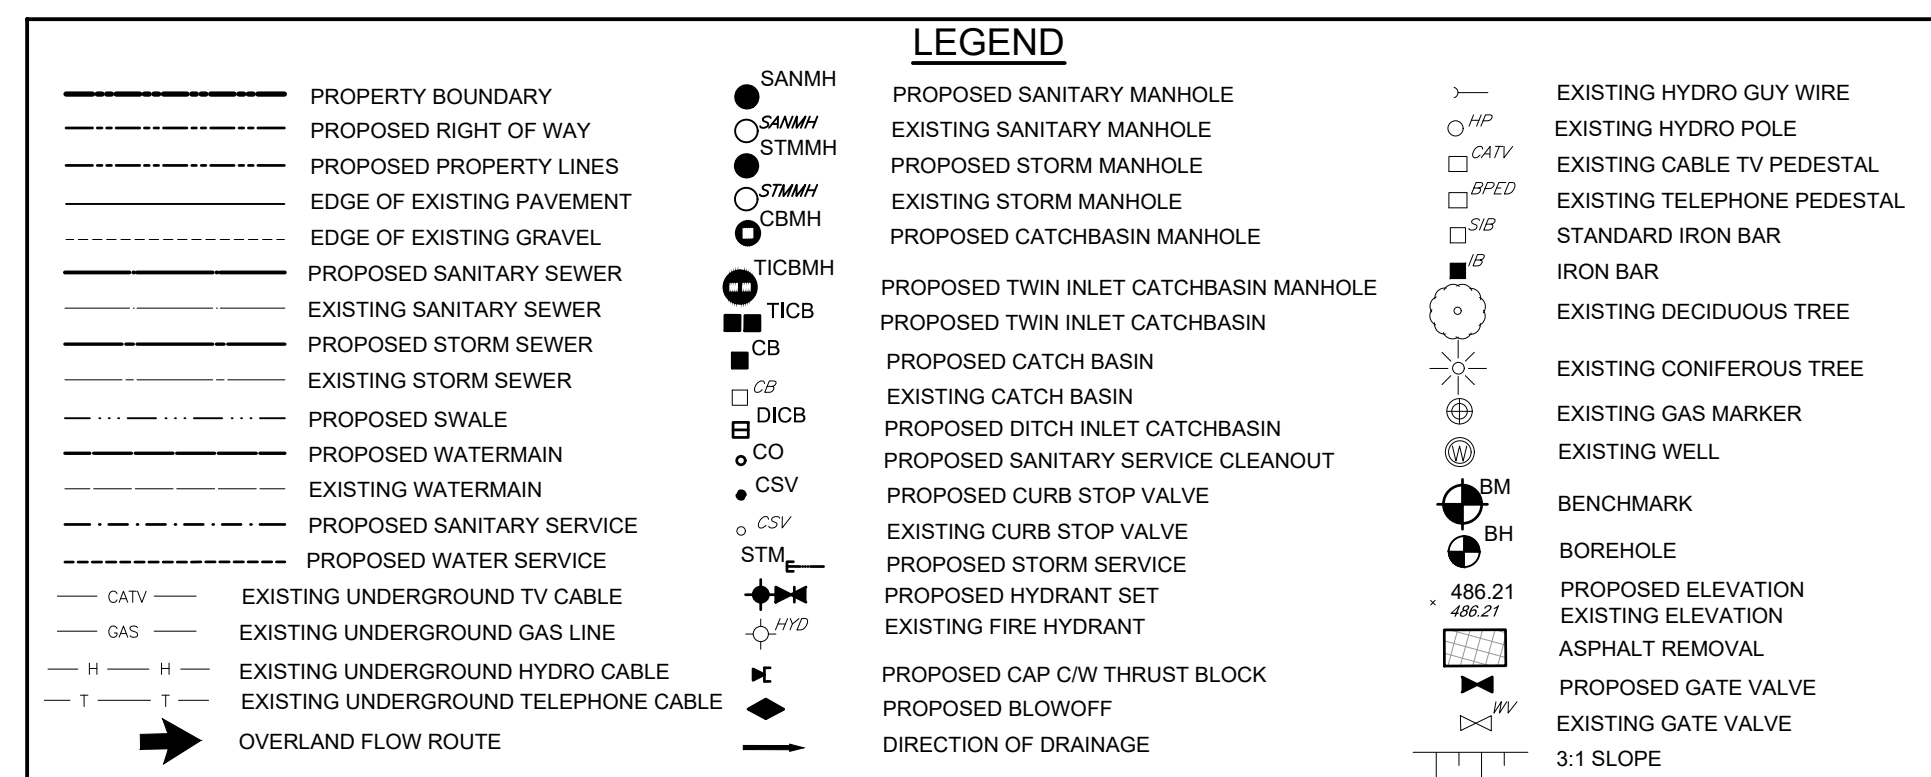 LEGEND
PROPERTY BOUNDARY
PROPOSED RIGHT OF WAY
PROPOSED PROPERTY LINES
EDGE OF EXISTING PAVEMENT
EDGE OF EXISTING GRAVEL
PROPOSED SANITARY SEWER
EXISTING SANITARY SEWER
PROPOSED STORM SEWER
EXISTING STORM SEWER
PROPOSED SWALE
PROPOSED WATERMAIN
EXISTING WATERMAIN
PROPOSED SANITARY SERVICE
PROPOSED WATER SERVICE
CATV EXISTING UNDERGROUND TV CABLE
GAS EXISTING UNDERGROUND GAS LINE
H H EXISTING UNDERGROUND HYDRO CABLE
T T EXISTING UNDERGROUND TELEPHONE CABLE
OVERLAND FLOW ROUTE
SANMH PROPOSED SANITARY MANHOLE
SANMH EXISTING SANITARY MANHOLE
STMMH PROPOSED STORM MANHOLE
STMMH EXISTING STORM MANHOLE
CBMH PROPOSED CATCHBASIN MANHOLE
TICBMH PROPOSED TWIN INLET CATCHBASIN MANHOLE
TICB PROPOSED TWIN INLET CATCHBASIN
CB PROPOSED CATCH BASIN
CB EXISTING CATCH BASIN
DICB PROPOSED DITCH INLET CATCHBASIN
CO PROPOSED SANITARY SERVICE CLEANOUT
CSV PROPOSED CURB STOP VALVE
CSV EXISTING CURB STOP VALVE
STM PROPOSED STORM SERVICE
PROPOSED HYDRANT SET
HYD EXISTING FIRE HYDRANT
PROPOSED CAP C/W THRUST BLOCK
PROPOSED BLOWOFF
DIRECTION OF DRAINAGE
EXISTING HYDRO GUY WIRE
HP EXISTING HYDRO POLE
CATV EXISTING CABLE TV PEDESTAL
BPED EXISTING TELEPHONE PEDESTAL
SIB STANDARD IRON BAR
IB IRON BAR
EXISTING DECIDUOUS TREE
EXISTING CONIFEROUS TREE
EXISTING GAS MARKER
W EXISTING WELL
BM BENCHMARK
BH BOREHOLE
486.21 PROPOSED ELEVATION
486.21 EXISTING ELEVATION
ASPHALT REMOVAL
PROPOSED GATE VALVE
WV EXISTING GATE VALVE
3:1 SLOPE